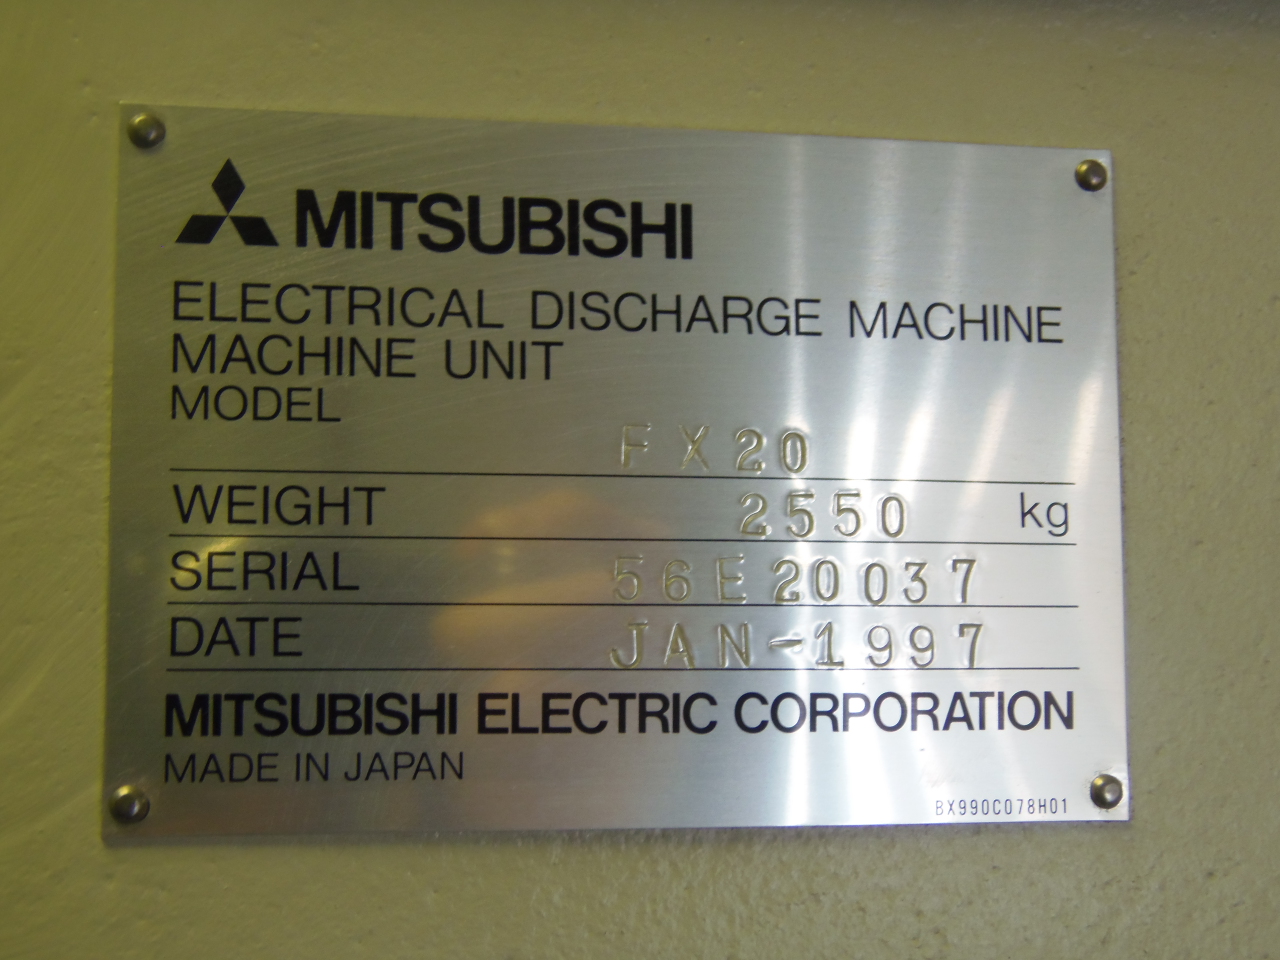 MITSUBISHI
ELECTRICAL DISCHARGE MACHINE
MACHINE UNIT
MODEL FX20
WEIGHT 2550 kg
SERIAL 56E20037
DATE JAN-1997
MITSUBISHI ELECTRIC CORPORATION
MADE IN JAPAN
BX990C078H01